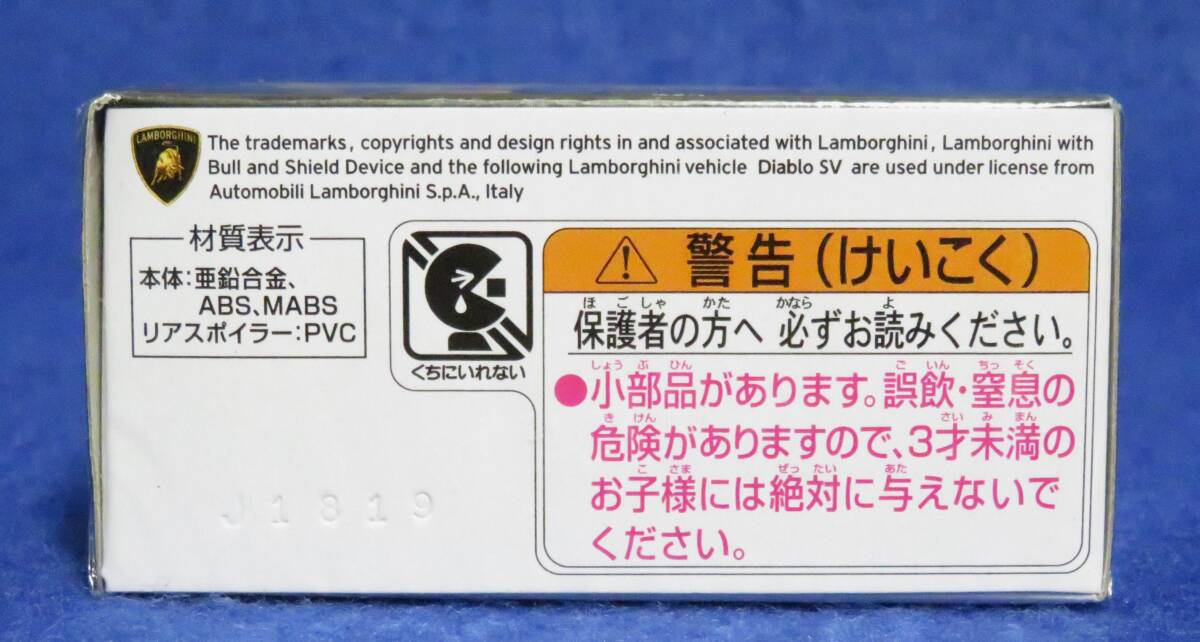 LAMBORGHINI
The trademarks, copyrights and design rights in and associated with Lamborghini, Lamborghini with
Bull and Shield Device and the following Lamborghini vehicle Diablo SV are used under license from
Automobili Lamborghini S.p.A., Italy
材質表示
本体:亜鉛合金、
ABS、MABS
リアスポイラー:PVC
くちにいれない
警告(けいこく)
ほごしゃ かた かなら よ
保護者の方へ 必ずお読みください。
しょうぶひん ごいん ちっそく
●小部品があります。誤飲・窒息の
きけん さいみまん
危険がありますので、3才未満の
こさま ぜったい あた
お子様には絶対に与えないで
ください。
J1819